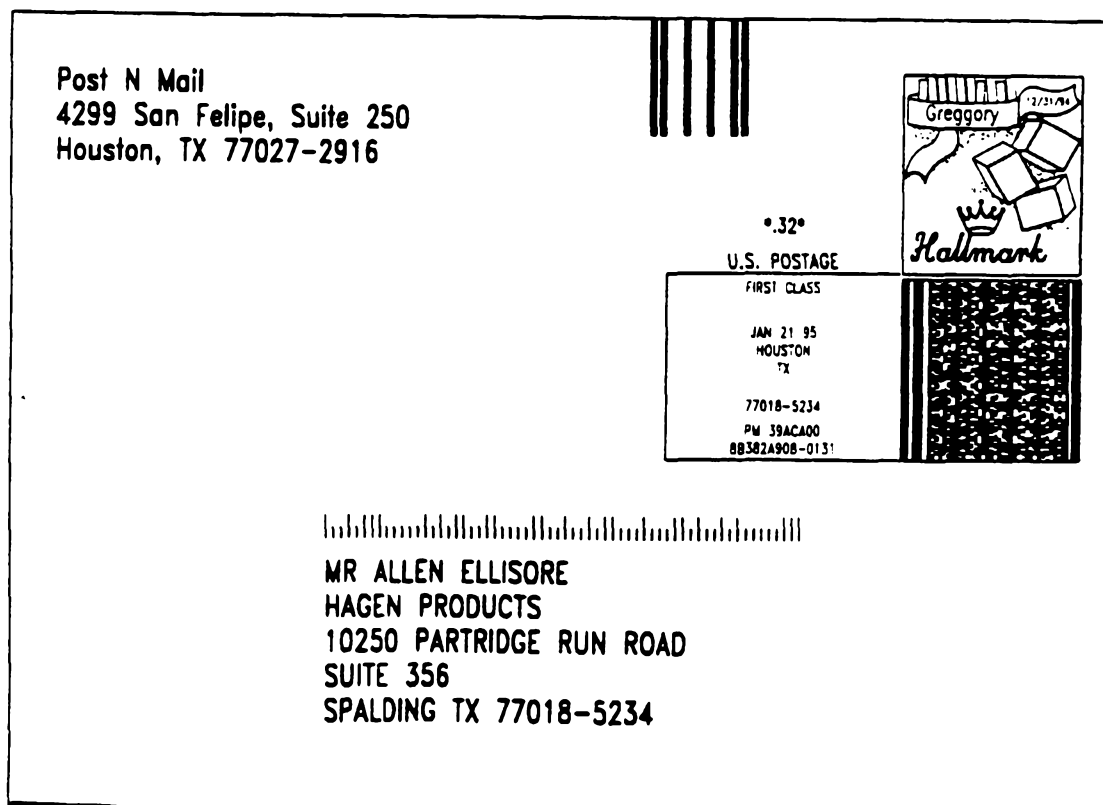 Post N Mail
4299 San Felipe, Suite 250
Houston, TX 77027-2916
Greggory
12/31/94
Hallmark
*.32*
U.S. POSTAGE
FIRST CLASS
JAN 21 95
HOUSTON
TX
77018-5234
PM 39ACA00
8B382A908-0131
MR ALLEN ELLISORE
HAGEN PRODUCTS
10250 PARTRIDGE RUN ROAD
SUITE 356
SPALDING TX 77018-5234